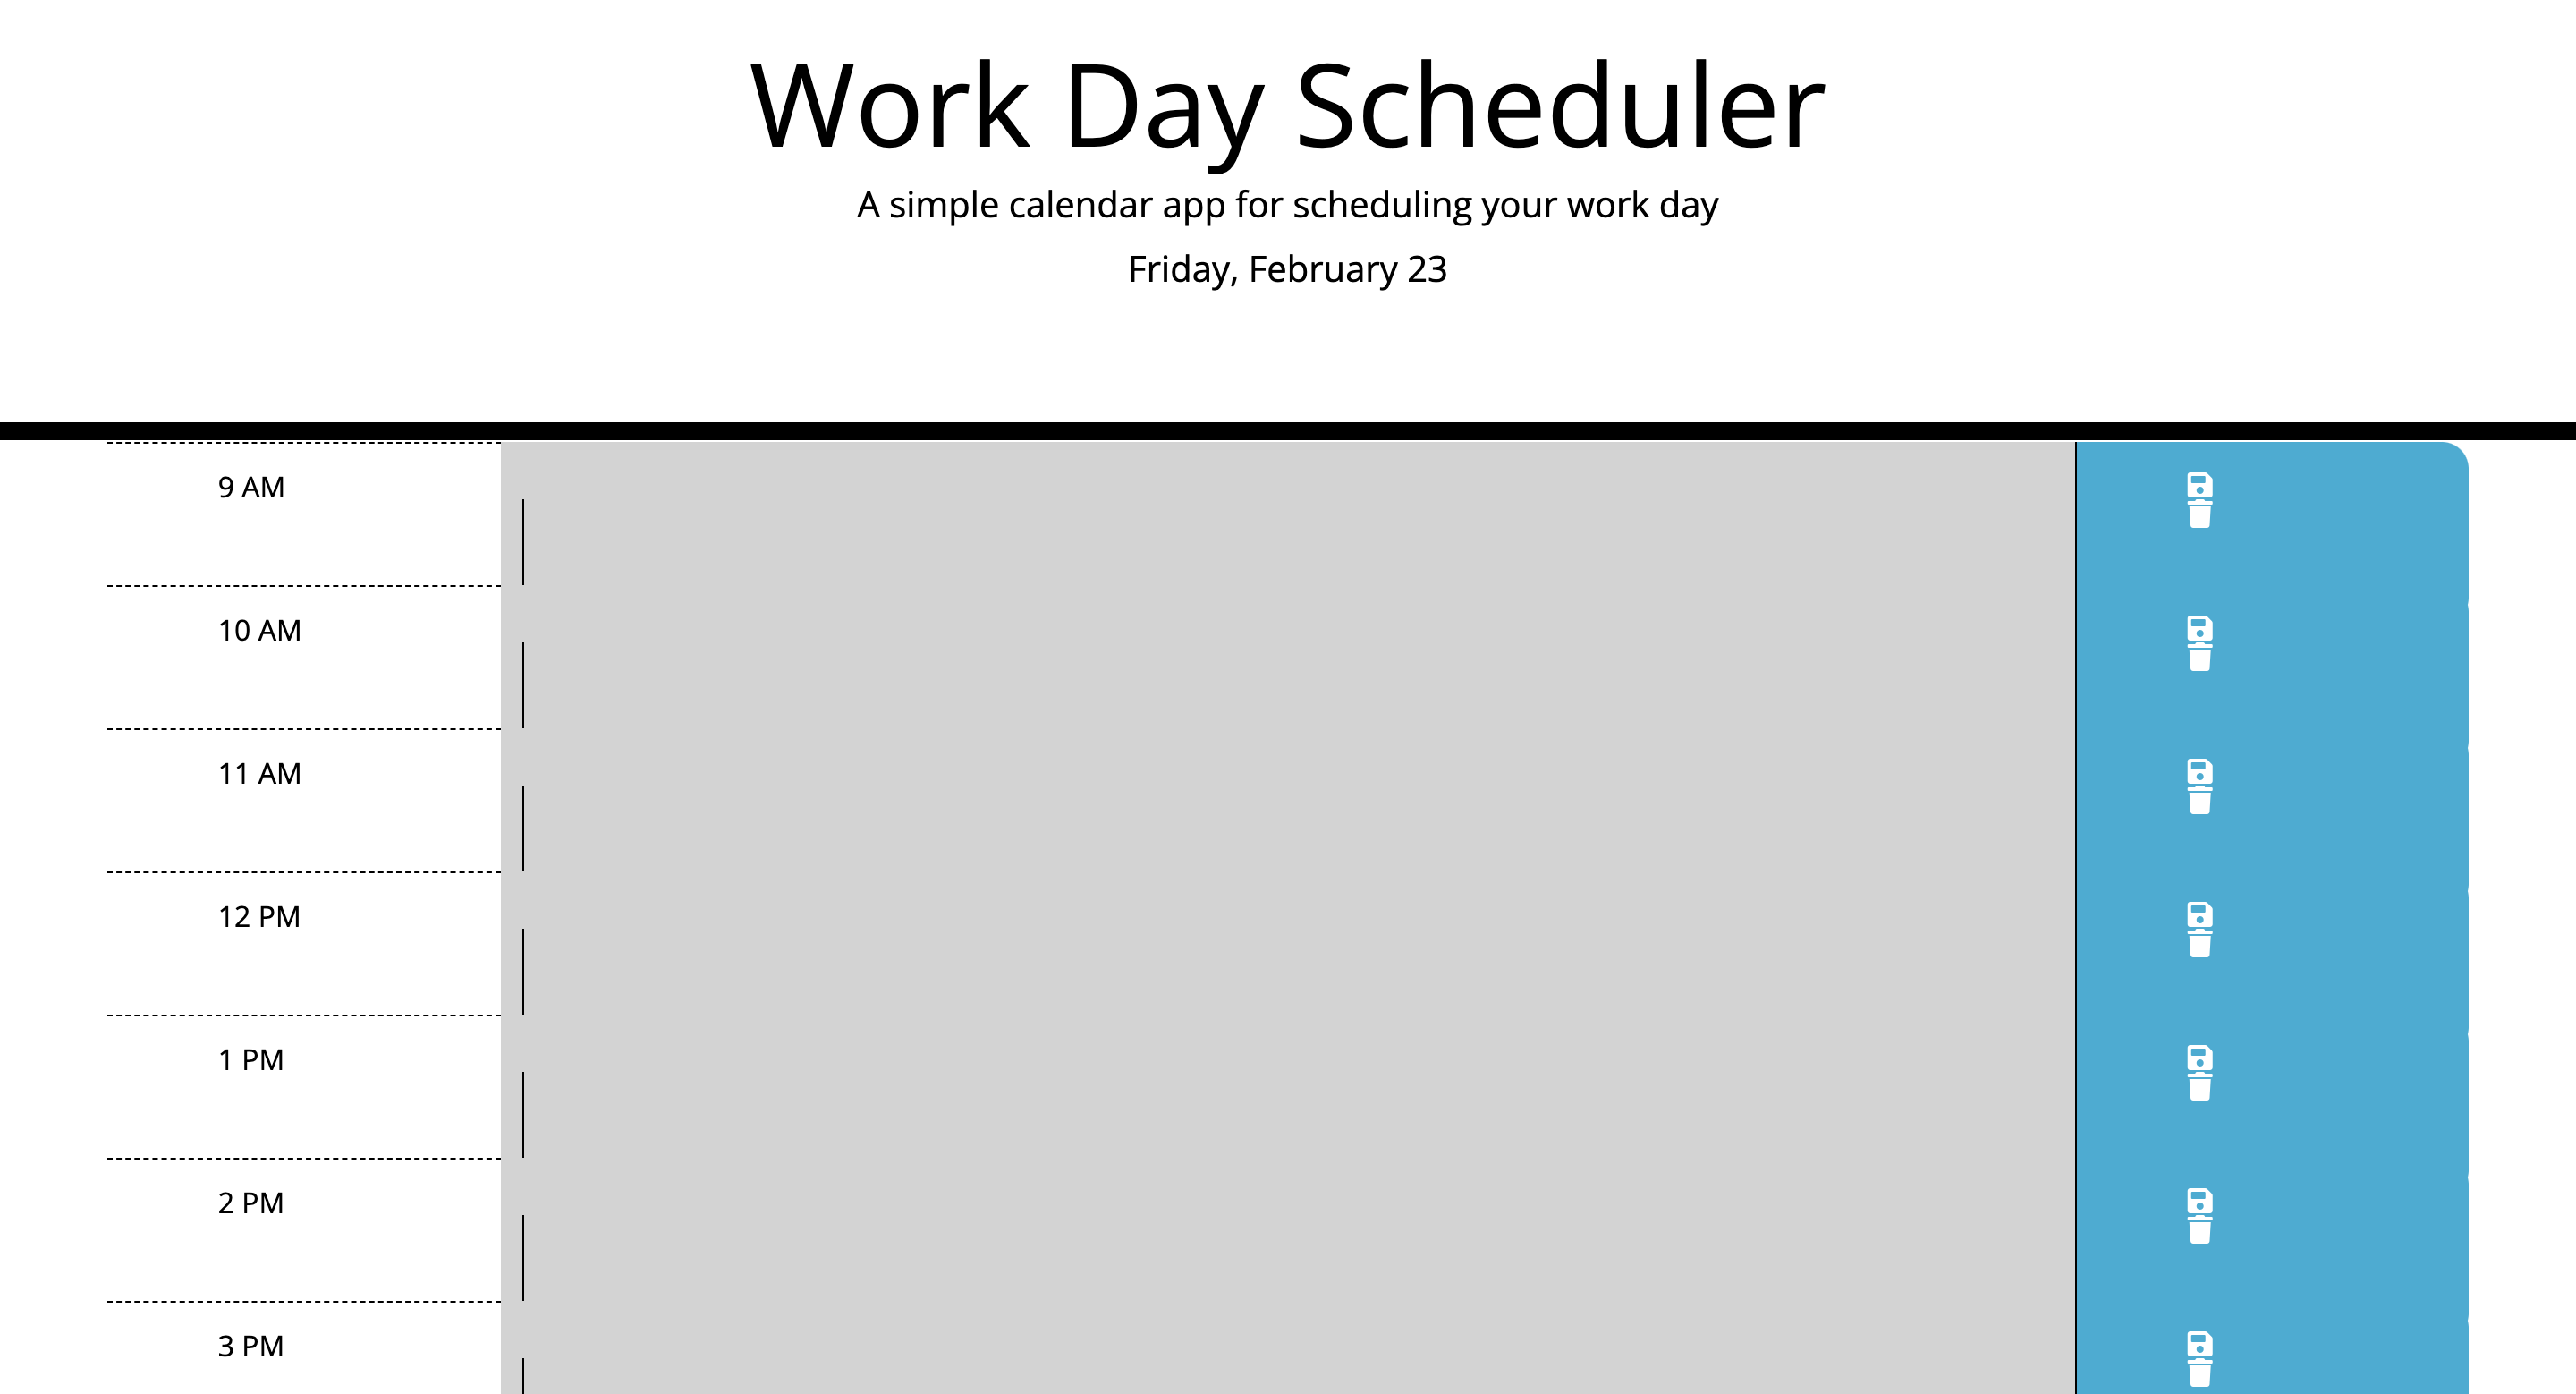 Work Day Scheduler
A simple calendar app for scheduling your work day
Friday, February 23
9 AM
10 AM
11 AM
12 PM
1 PM
2 PM
3 PM